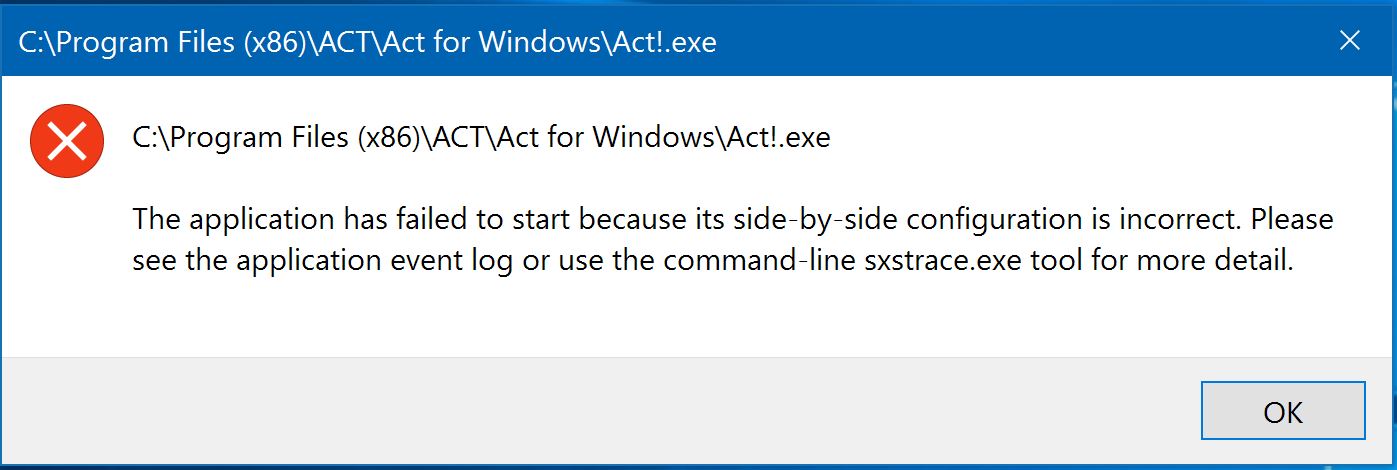 C:\Program Files (x86)\ACT\Act for Windows\Act!.exe
C:\Program Files (x86)\ACT\Act for Windows\Act!.exe
The application has failed to start because its side-by-side configuration is incorrect. Please
see the application event log or use the command-line sxstrace.exe tool for more detail.
OK